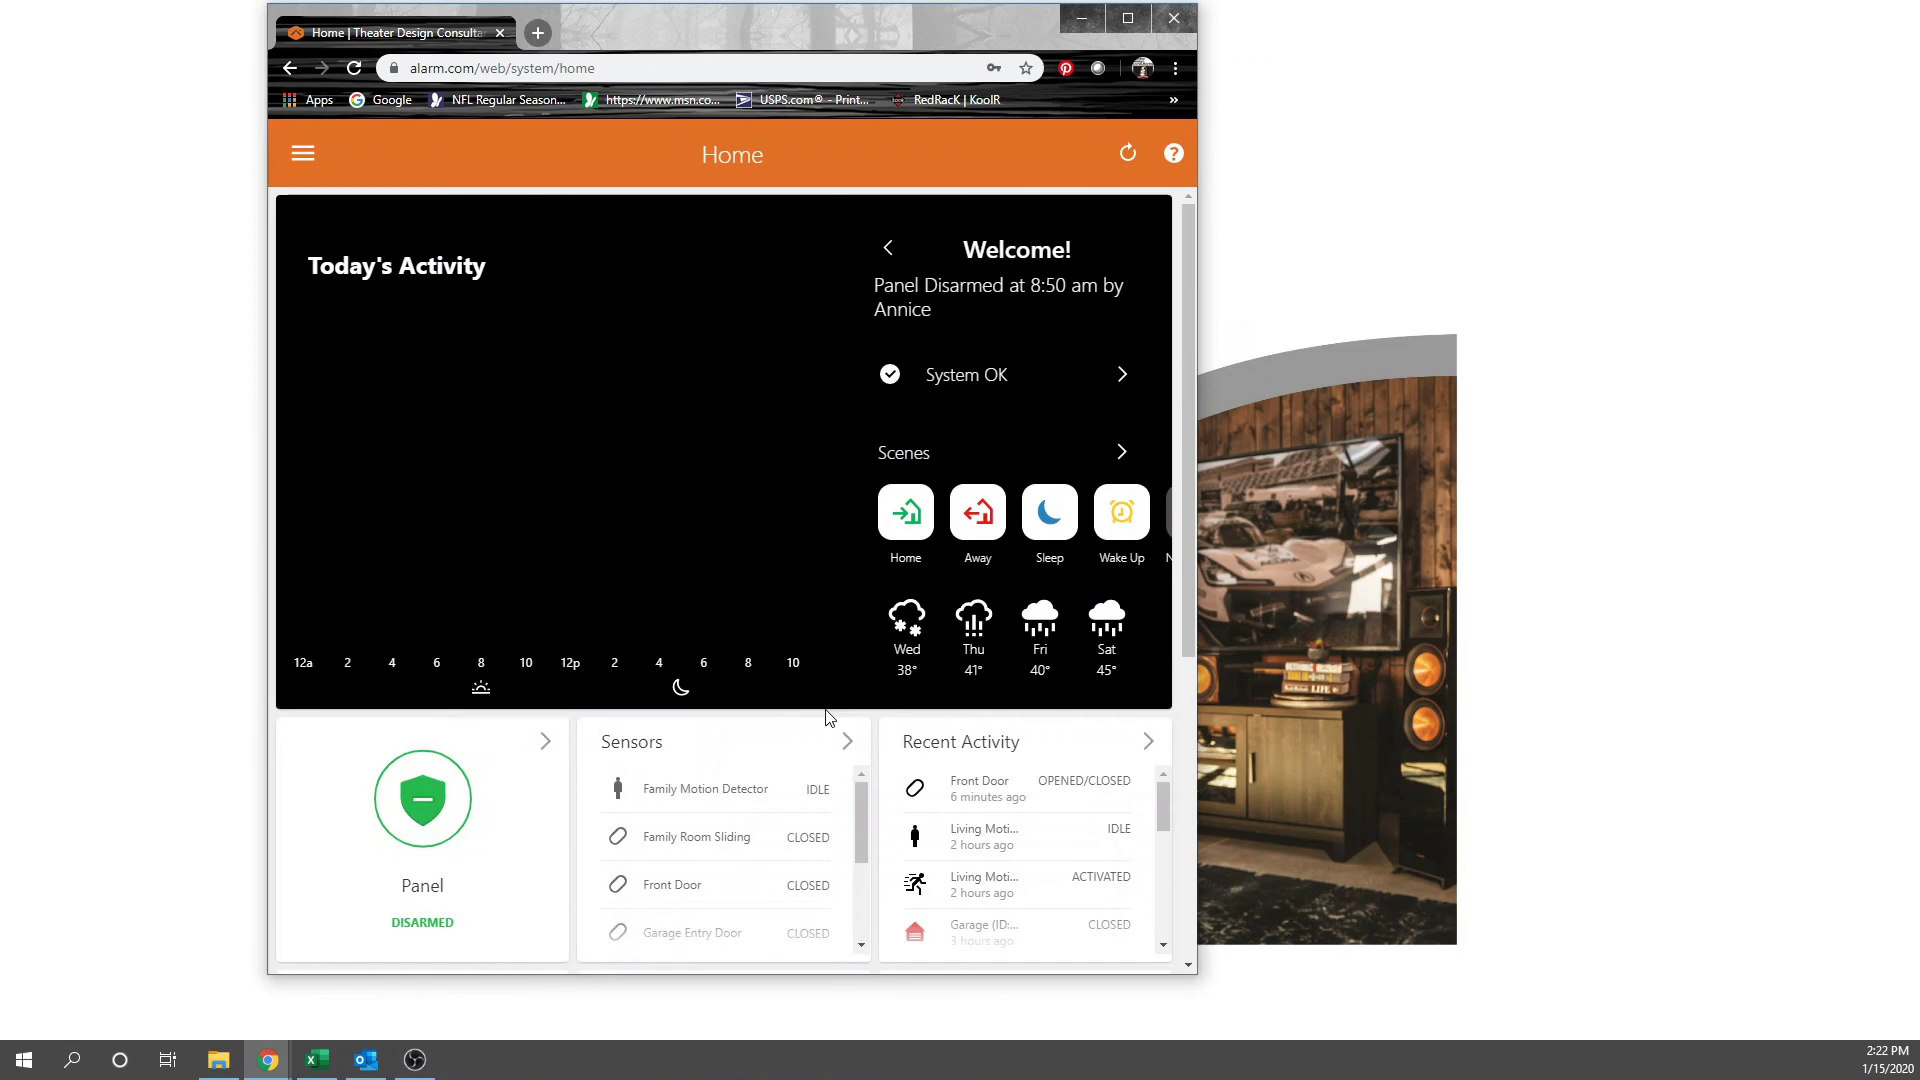 Home | Theater Design Consulta
alarm.com/web/system/home
Apps
Google
NFL Regular Season...
https://www.msn.co...
USPS.com® - Print...
RedRacK | KoolR
»
Home
Today's Activity
Welcome!
Panel Disarmed at 8:50 am by
Annice
System OK
Scenes
Home
Away
Sleep
Wake Up
N
Wed
Thu
Fri
Sat
38°
41°
40°
45°
12a 2 4 6 8 10 12p 2 4 6 8 10
Panel
DISARMED
Sensors
Family Motion Detector IDLE
Family Room Sliding CLOSED
Front Door CLOSED
Garage Entry Door CLOSED
Recent Activity
Front Door OPENED/CLOSED
6 minutes ago
Living Moti... IDLE
2 hours ago
Living Moti... ACTIVATED
2 hours ago
Garage (ID:... CLOSED
3 hours ago
LIFE
2:22 PM
1/15/2020